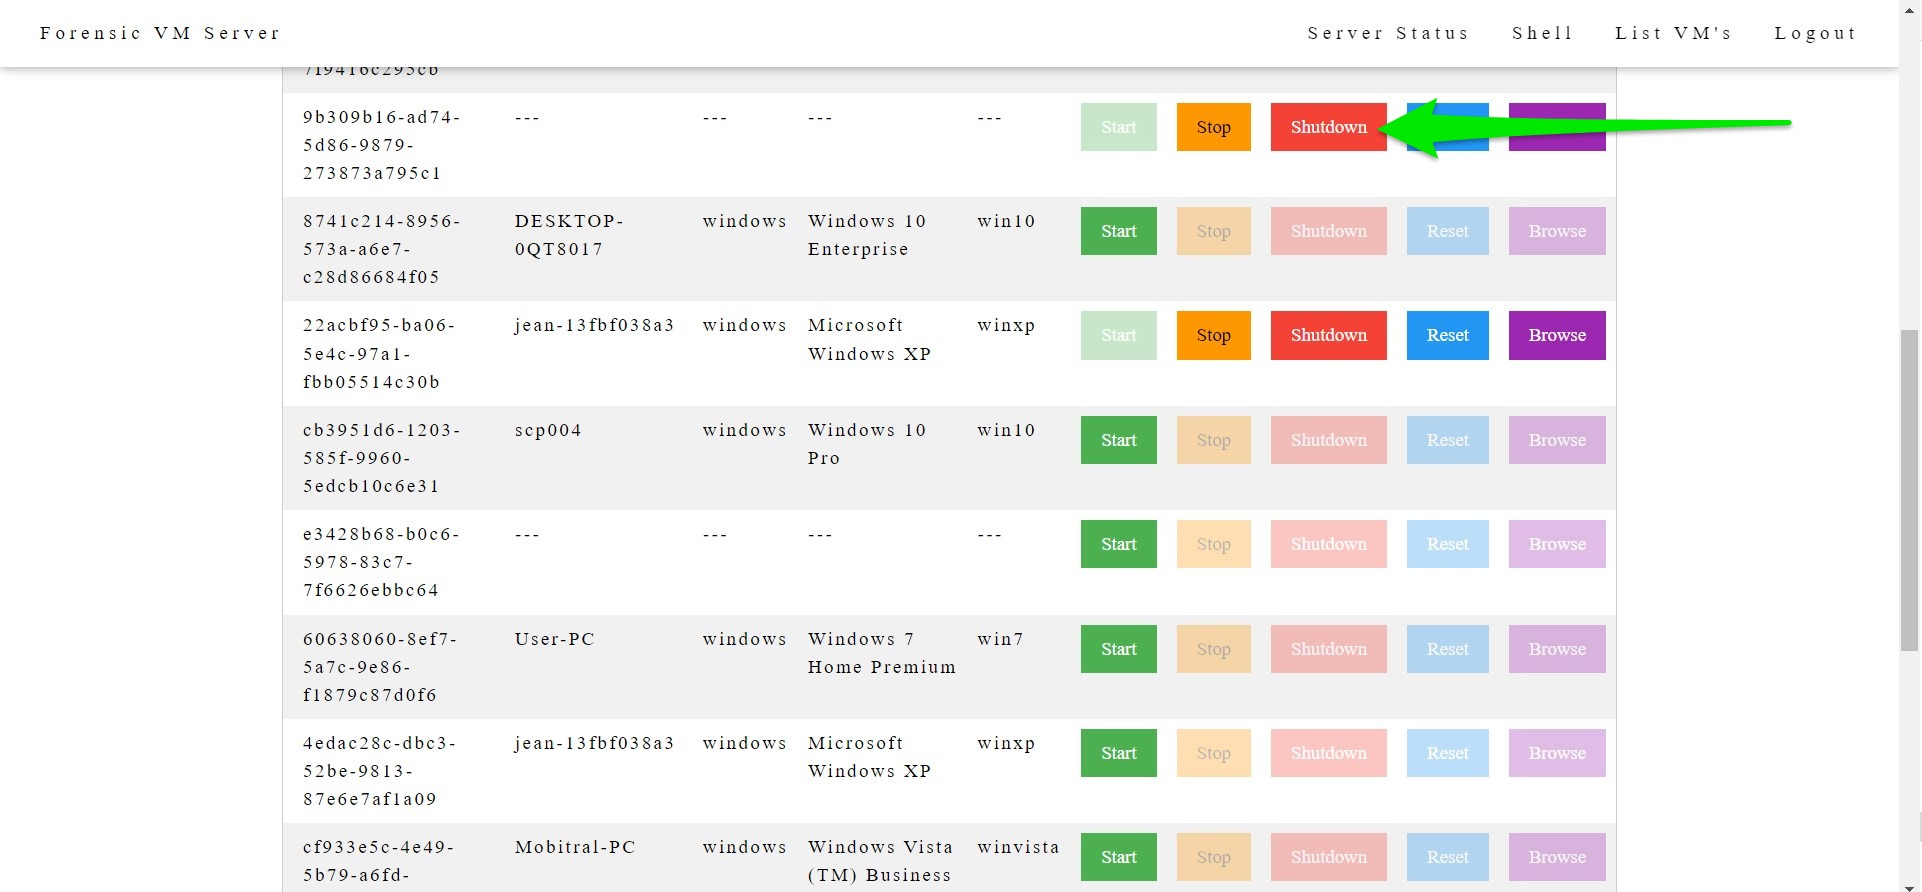 Forensic VM Server
Server Status Shell List VM's Logout
7f9416c295cb
9b309b16-ad74-
5d86-9879-
273873a795c1
---
---
---
---
Start Stop Shutdown
8741c214-8956-
573a-a6e7-
c28d86684f05
DESKTOP-
0QT8017
windows
Windows 10
Enterprise
win10
Start Stop Shutdown Reset Browse
22acbf95-ba06-
5e4c-97a1-
fbb05514c30b
jean-13fbf038a3
windows
Microsoft
Windows XP
winxp
Start Stop Shutdown Reset Browse
cb3951d6-1203-
585f-9960-
5edcb10c6e31
scp004
windows
Windows 10
Pro
win10
Start Stop Shutdown Reset Browse
e3428b68-b0c6-
5978-83c7-
7f6626ebbc64
---
---
---
---
Start Stop Shutdown Reset Browse
60638060-8ef7-
5a7c-9e86-
f1879c87d0f6
User-PC
windows
Windows 7
Home Premium
win7
Start Stop Shutdown Reset Browse
4edac28c-dbc3-
52be-9813-
87e6e7af1a09
jean-13fbf038a3
windows
Microsoft
Windows XP
winxp
Start Stop Shutdown Reset Browse
cf933e5c-4e49-
5b79-a6fd-
Mobitral-PC
windows
Windows Vista
(TM) Business
winvista
Start Stop Shutdown Reset Browse